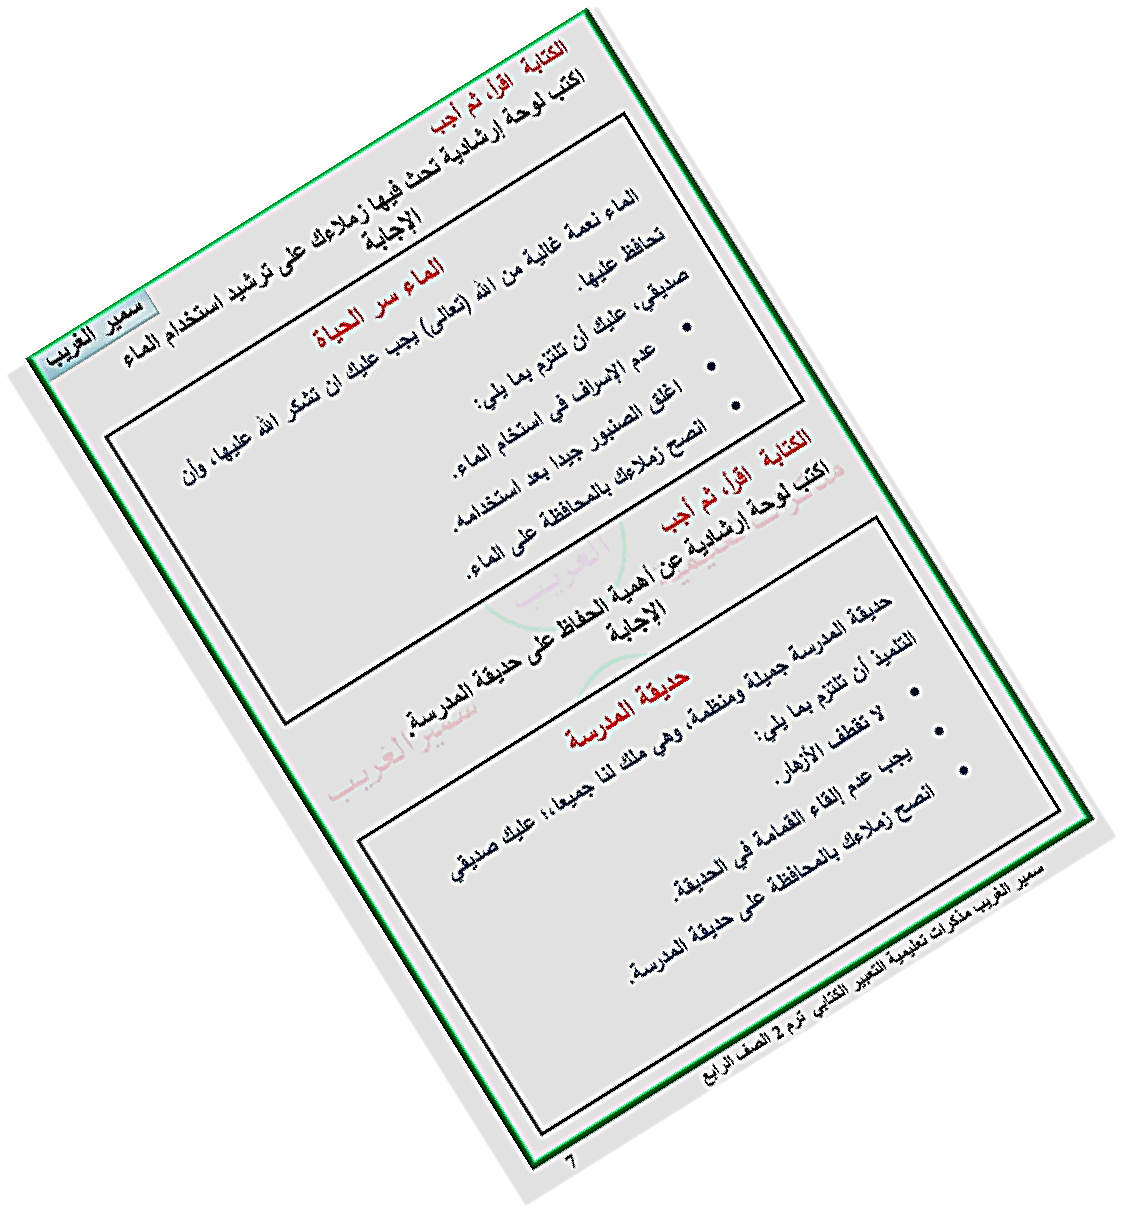 سمير الغريب
الكتابة اقرأ، ثم أجب
اكتب لوحة إرشادية تحث فيها زملاءك على ترشيد استخدام الماء
الإجابة
الماء سر الحياة
الماء نعمة غالية من الله (تعالى) يجب عليك ان تشكر الله عليها، وأن
تحافظ عليها.
صديقي، عليك أن تلتزم بما يلي:
• عدم الإسراف في استخام الماء.
• اغلق الصنبور جيدا بعد استخدامه.
• انصح زملاءك بالمحافظة على الماء.
الكتابة اقرأ، ثم أجب
اكتب لوحة إرشادية عن أهمية الحفاظ على حديقة المدرسة.
الإجابة
حديقة المدرسة
حديقة المدرسة جميلة ومنظمة، وهي ملك لنا جميعا،؛ عليك صديقي
التلميذ أن تلتزم بما يلي:
• لا تقطف الأزهار.
• يجب عدم إلقاء القمامة في الحديقة.
• انصح زملاءك بالمحافظة على حديقة المدرسة.
مذكرات تعليمية
الغريب
سمير الغريب
سمير الغريب مذكرات تعليمية التعبير الكتابي ترم 2 الصف الرابع
7